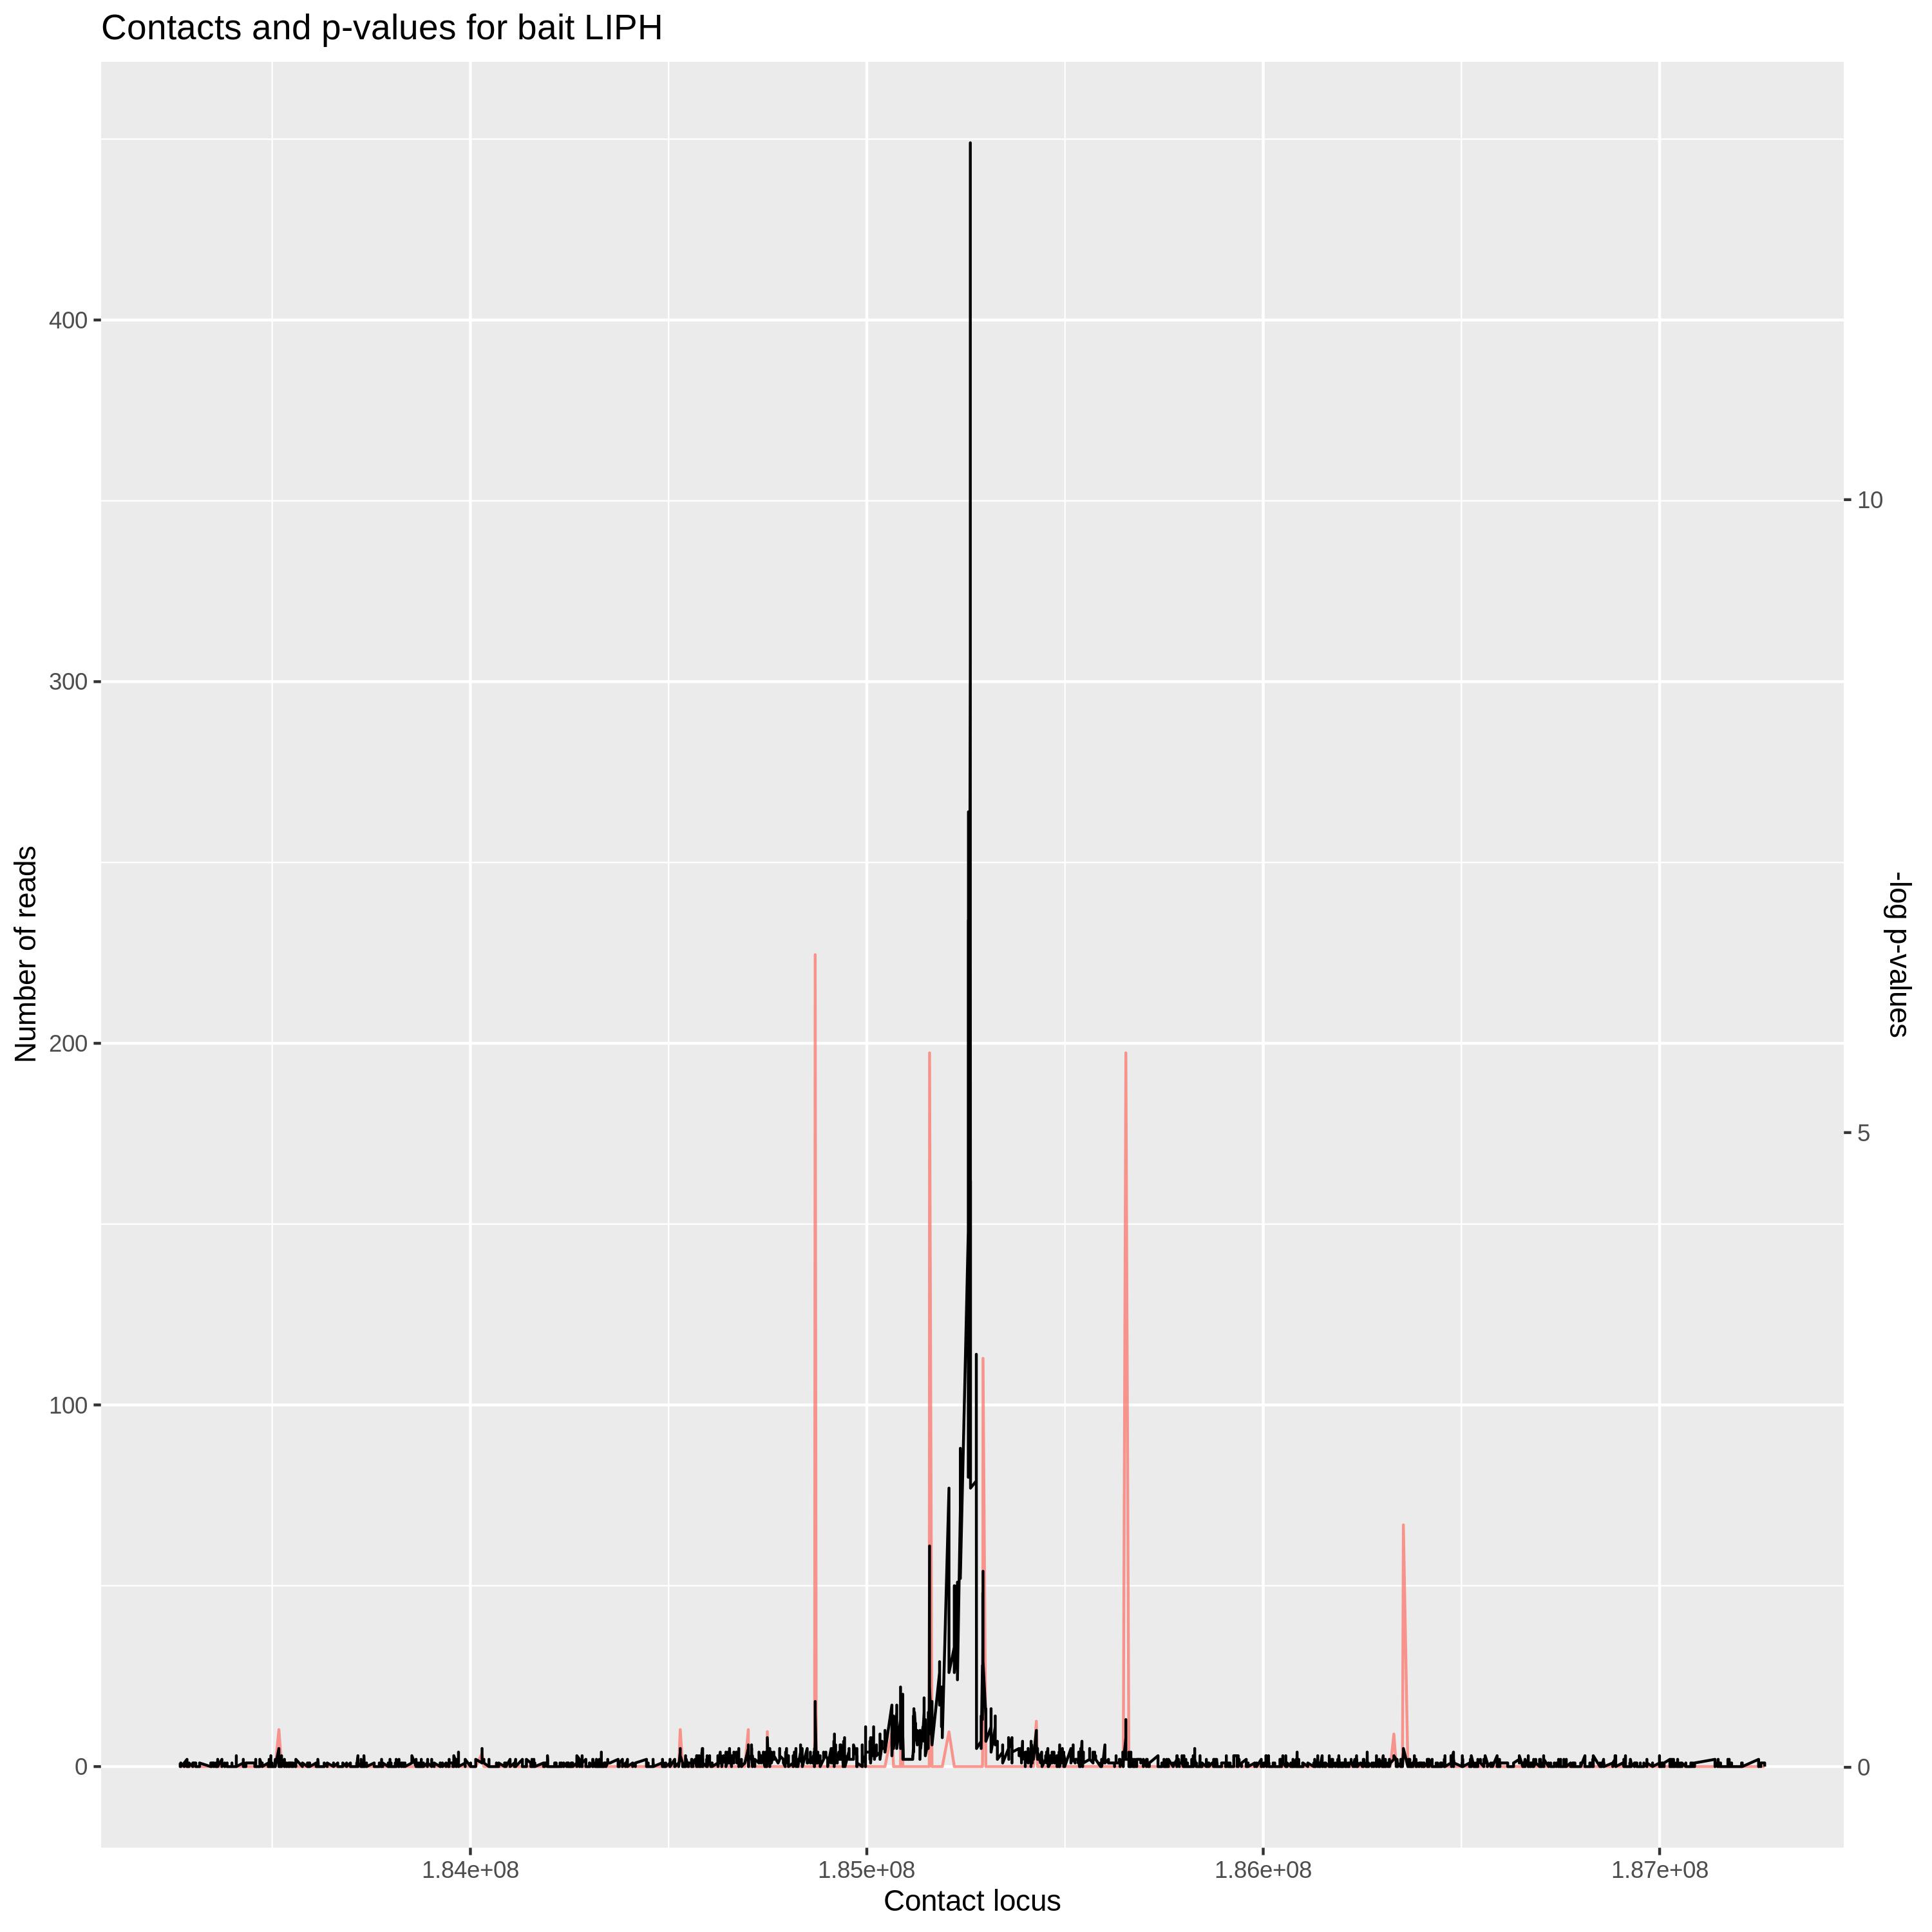 Contacts and p-values for bait LIPH
400
300
200
100
0
Number of reads
10
5
0
-log p-values
1.84e+08
1.85e+08
1.86e+08
1.87e+08
Contact locus